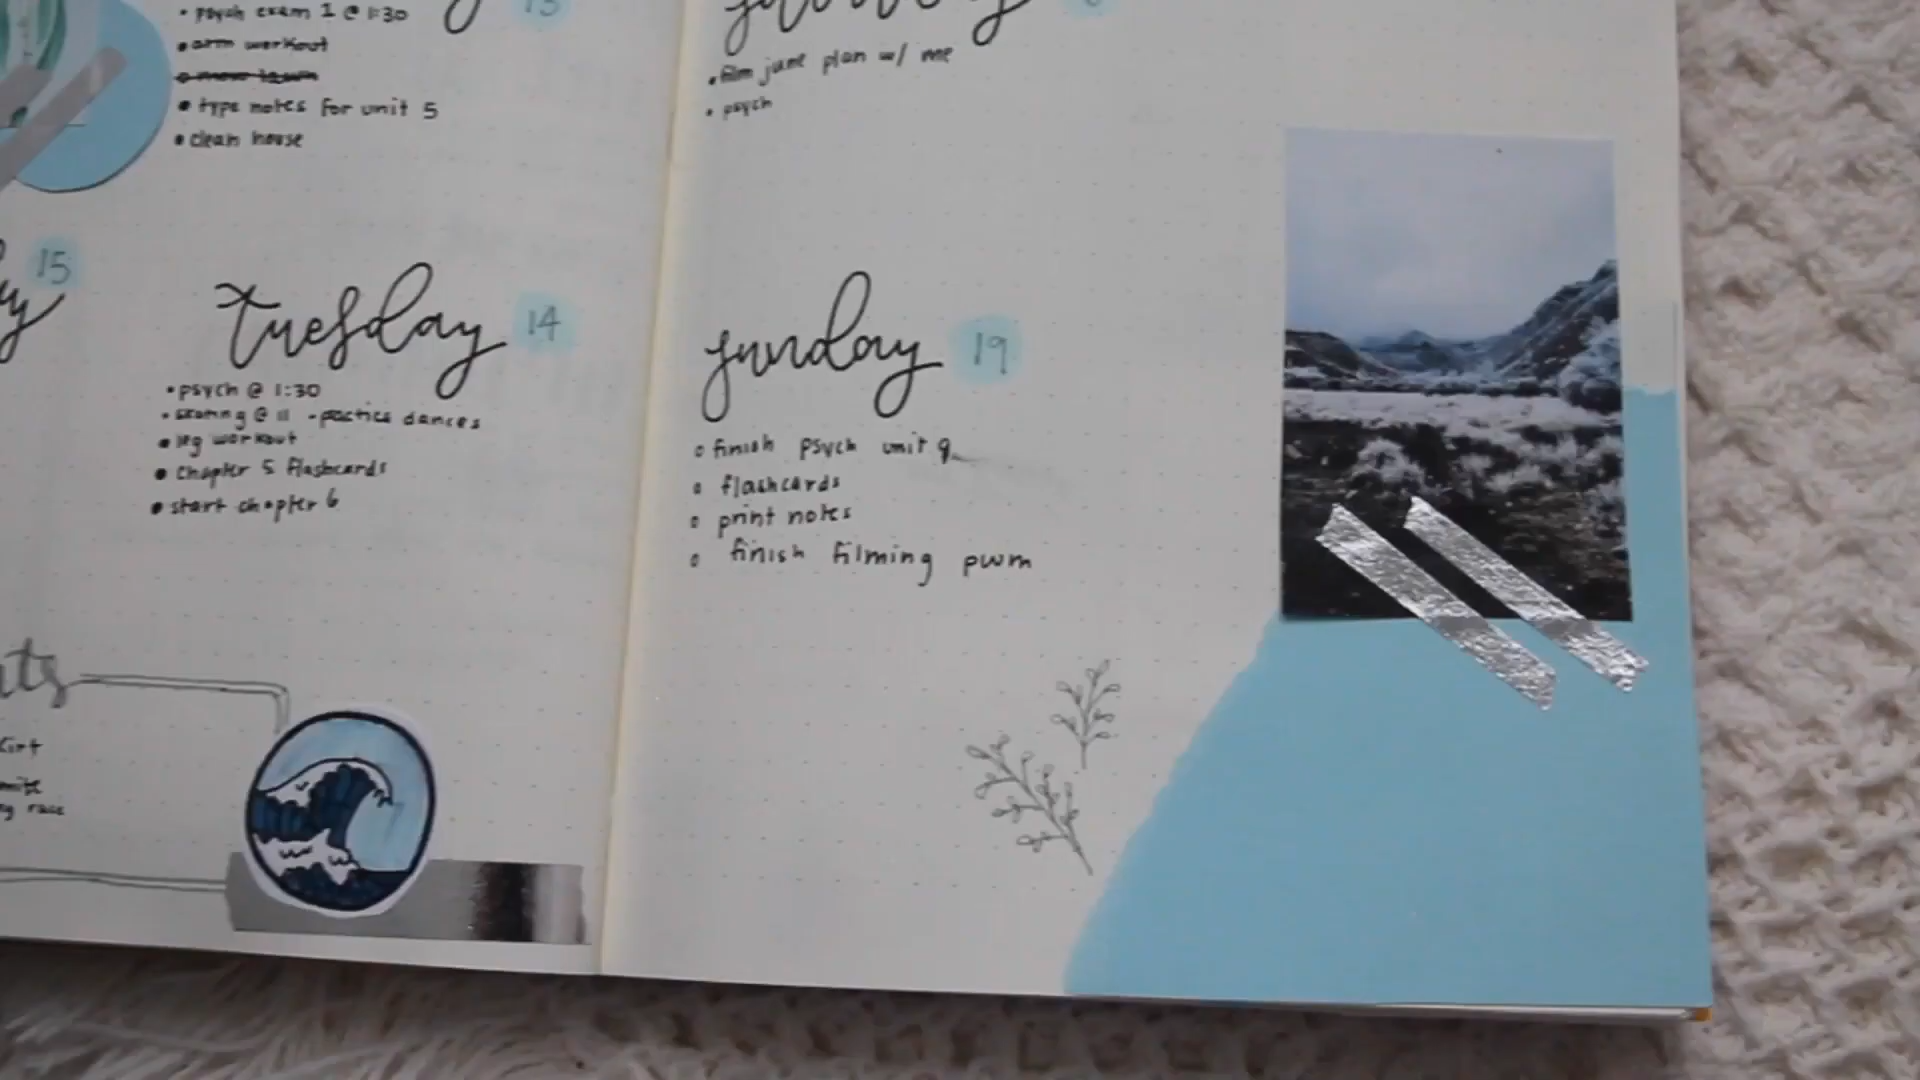 13
• psych exam 1 @ 1:30
• arm workout
• type notes for unit 5
• clean house
15
tuesday 14
• psych @ 1:30
• skating @ 11 - pactice dances
• leg workout
• chapter 5 flashcards
• start chapter 6
• film june plan w/ me
• psych
sunday 19
finish psych unit 9
flashcards
print notes
finish filming pwm